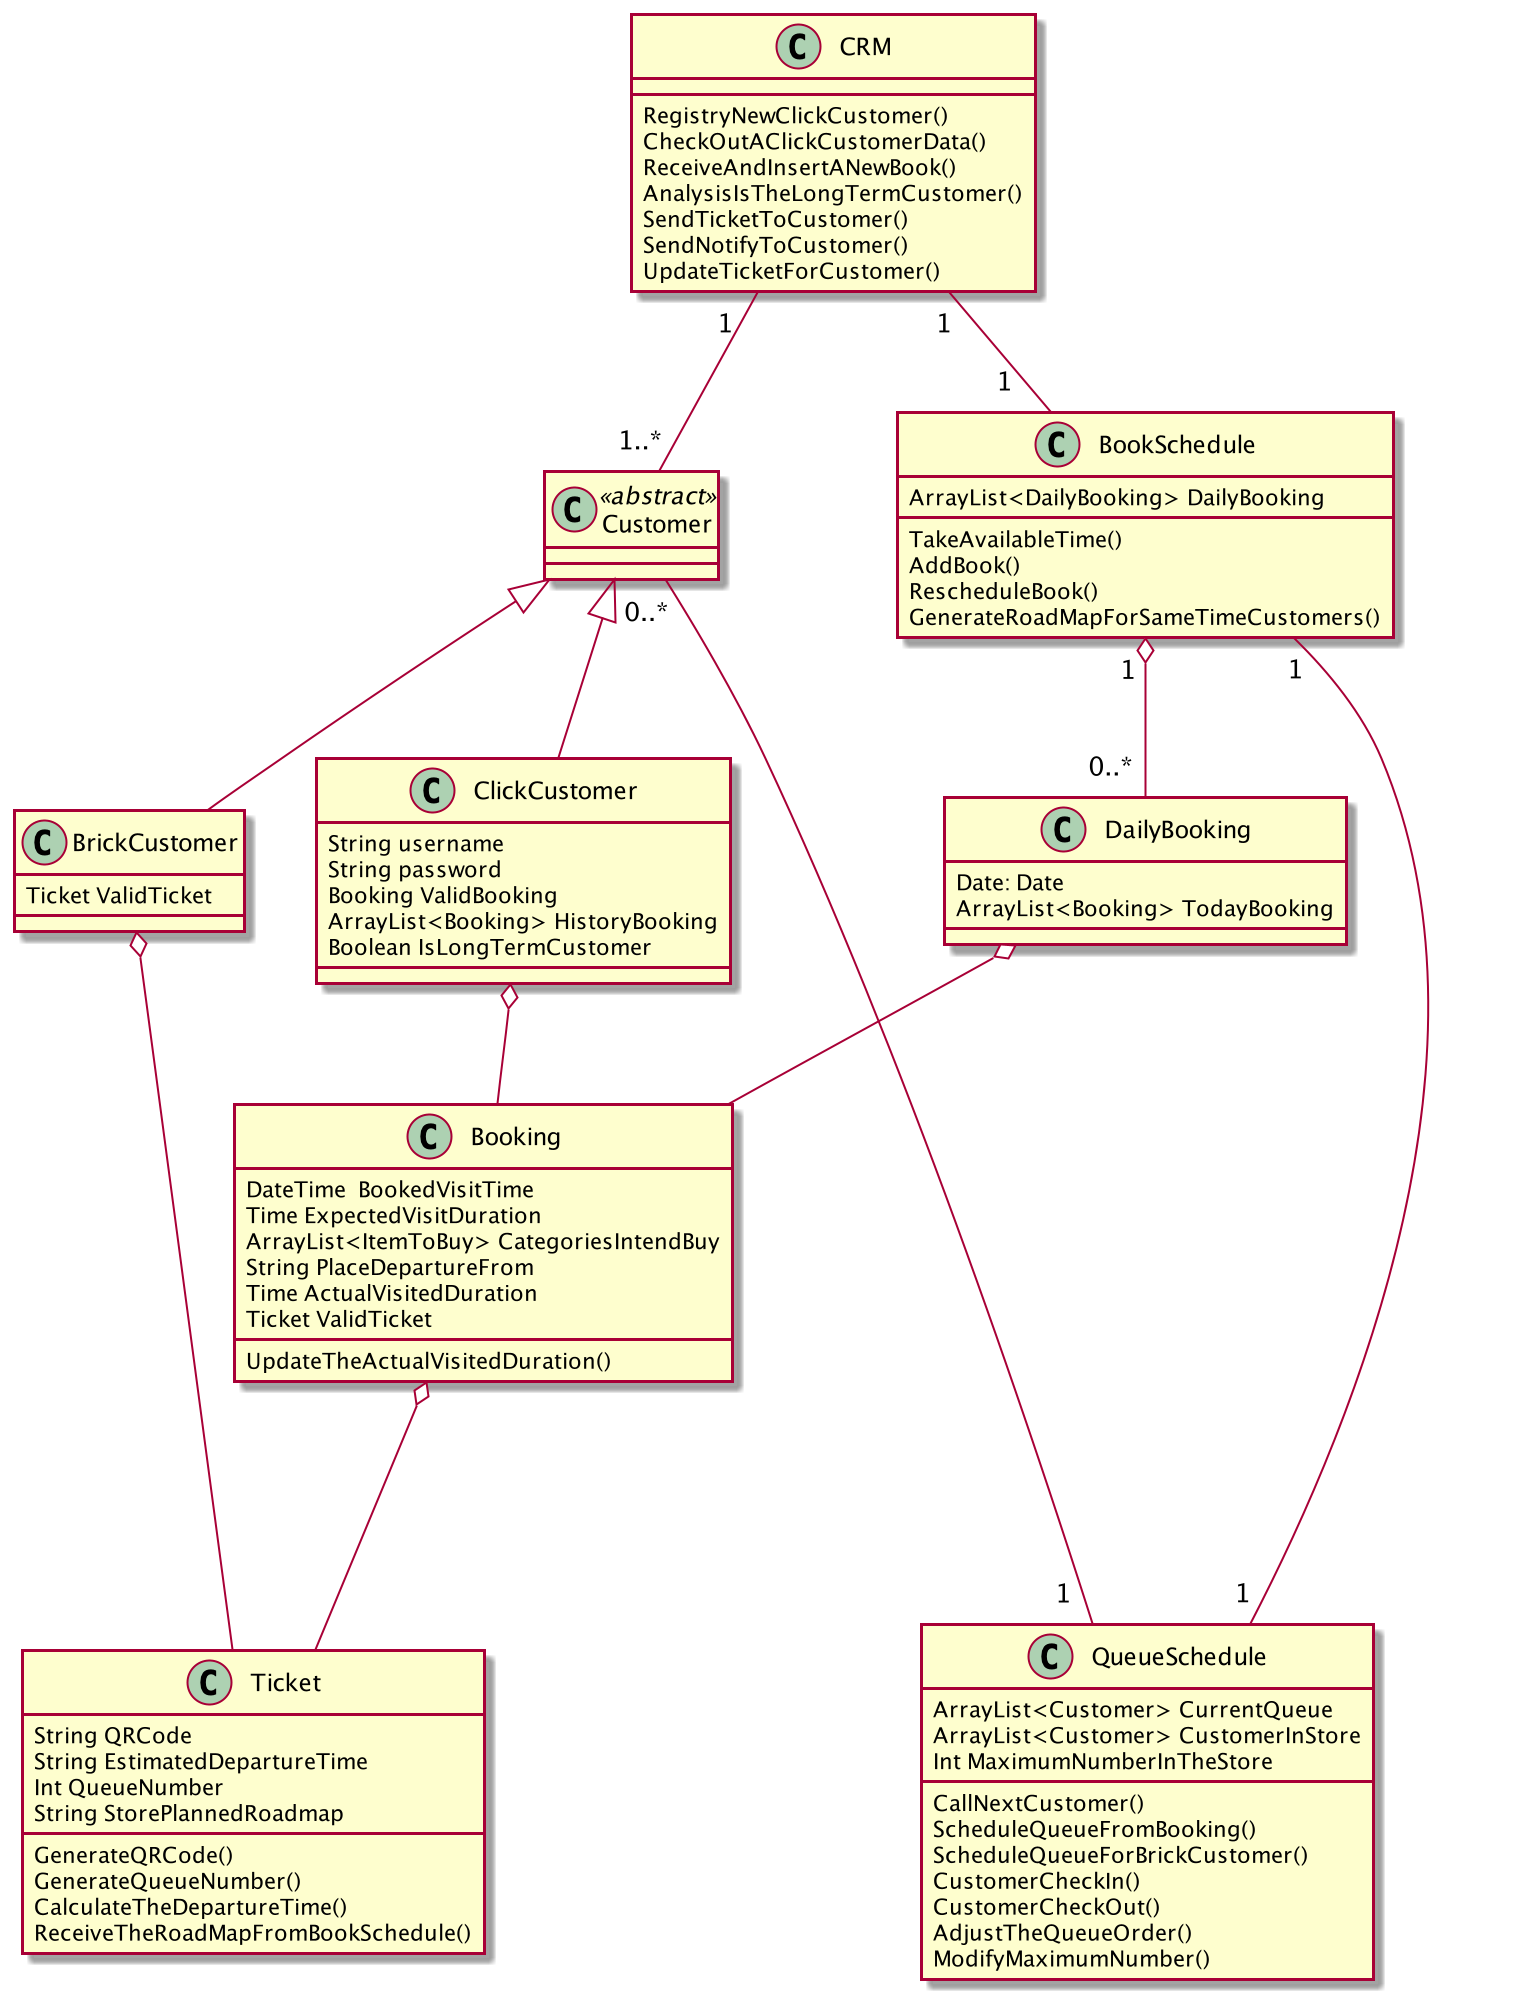 C CRM
RegistryNewClickCustomer()
CheckOutAClickCustomerData()
ReceiveAndInsertANewBook()
AnalysisIsTheLongTermCustomer()
SendTicketToCustomer()
SendNotifyToCustomer()
UpdateTicketForCustomer()
1
1
1
1..*
C BookSchedule
ArrayList<DailyBooking> DailyBooking
TakeAvailableTime()
AddBook()
RescheduleBook()
GenerateRoadMapForSameTimeCustomers()
C «abstract»
Customer
0..*
1
1
0..*
C BrickCustomer
Ticket ValidTicket
C ClickCustomer
String username
String password
Booking ValidBooking
ArrayList<Booking> HistoryBooking
Boolean IsLongTermCustomer
C DailyBooking
Date: Date
ArrayList<Booking> TodayBooking
C Booking
DateTime  BookedVisitTime
Time ExpectedVisitDuration
ArrayList<ItemToBuy> CategoriesIntendBuy
String PlaceDepartureFrom
Time ActualVisitedDuration
Ticket ValidTicket
UpdateTheActualVisitedDuration()
1
1
C Ticket
String QRCode
String EstimatedDepartureTime
Int QueueNumber
String StorePlannedRoadmap
GenerateQRCode()
GenerateQueueNumber()
CalculateTheDepartureTime()
ReceiveTheRoadMapFromBookSchedule()
C QueueSchedule
ArrayList<Customer> CurrentQueue
ArrayList<Customer> CustomerInStore
Int MaximumNumberInTheStore
CallNextCustomer()
ScheduleQueueFromBooking()
ScheduleQueueForBrickCustomer()
CustomerCheckIn()
CustomerCheckOut()
AdjustTheQueueOrder()
ModifyMaximumNumber()